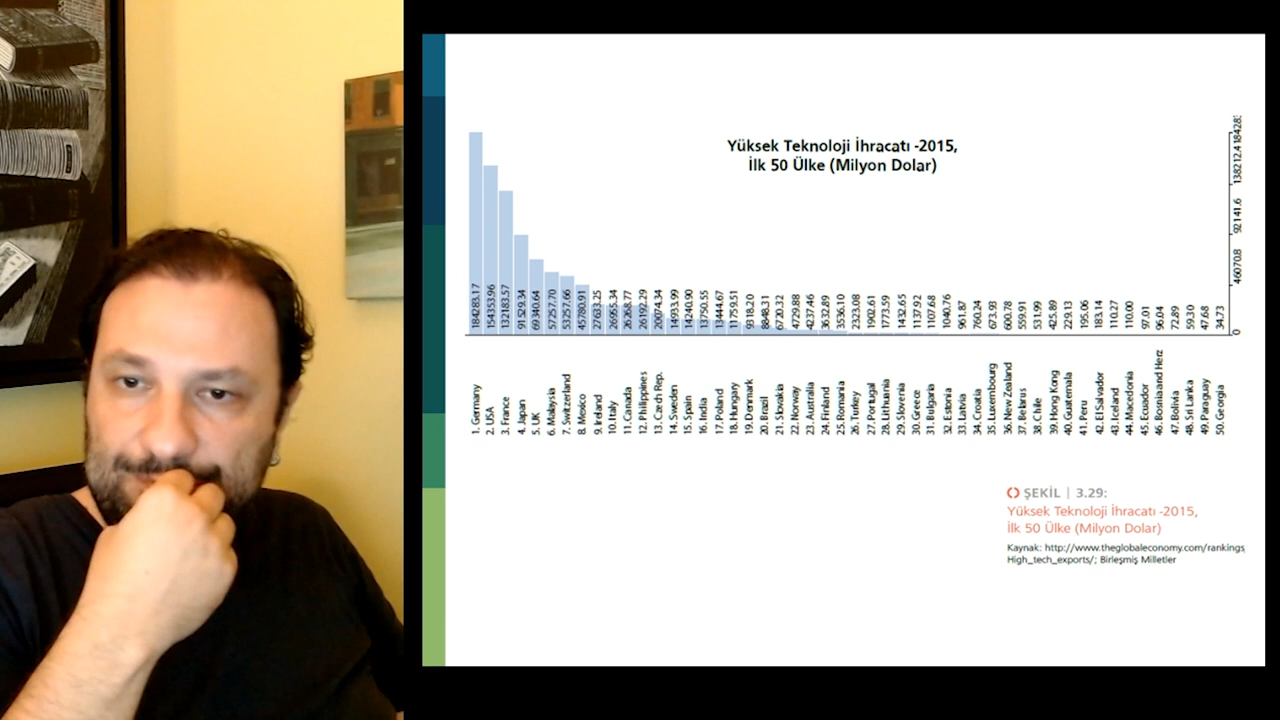 Yüksek Teknoloji İhracatı -2015,
İlk 50 Ülke (Milyon Dolar)
184283.17
154353.96
132183.57
91529.34
69340.64
57257.70
53257.66
45780.91
27633.25
26955.34
26268.77
26192.29
20074.34
14933.99
14240.90
13750.55
13444.67
11759.51
9318.20
8848.31
6720.32
4729.88
4237.46
3632.89
3536.10
2323.08
1902.61
1773.59
1432.65
1137.92
1107.68
1040.76
961.87
760.24
673.93
600.78
559.91
531.99
425.89
229.13
195.06
183.14
110.27
110.00
97.01
96.04
72.89
59.30
47.68
34.73
0
46070.8
92141.6
138212.4
18428
1. Germany
2. USA
3. France
4. Japan
5. UK
6. Malaysia
7. Switzerland
8. Mexico
9. Ireland
10. Italy
11. Canada
12. Philippines
13. Czech Rep.
14. Sweden
15. Spain
16. India
17. Poland
18. Hungary
19. Denmark
20. Brazil
21. Slovakia
22. Norway
23. Australia
24. Finland
25. Romania
26. Turkey
27. Portugal
28. Lithuania
29. Slovenia
30. Greece
31. Bulgaria
32. Estonia
33. Latvia
34. Croatia
35. Luxembourg
36. New Zealand
37. Belarus
38. Chile
39. Hong Kong
40. Guatemala
41. Peru
42. El Salvador
43. Iceland
44. Macedonia
45. Ecuador
46. Bosnia and Herz
47. Bolivia
48. Sri Lanka
49. Paraguay
50. Georgia
ŞEKİL | 3.29:
Yüksek Teknoloji İhracatı -2015,
İlk 50 Ülke (Milyon Dolar)
Kaynak: http://www.theglobaleconomy.com/rankings
High_tech_exports/; Birleşmiş Milletler